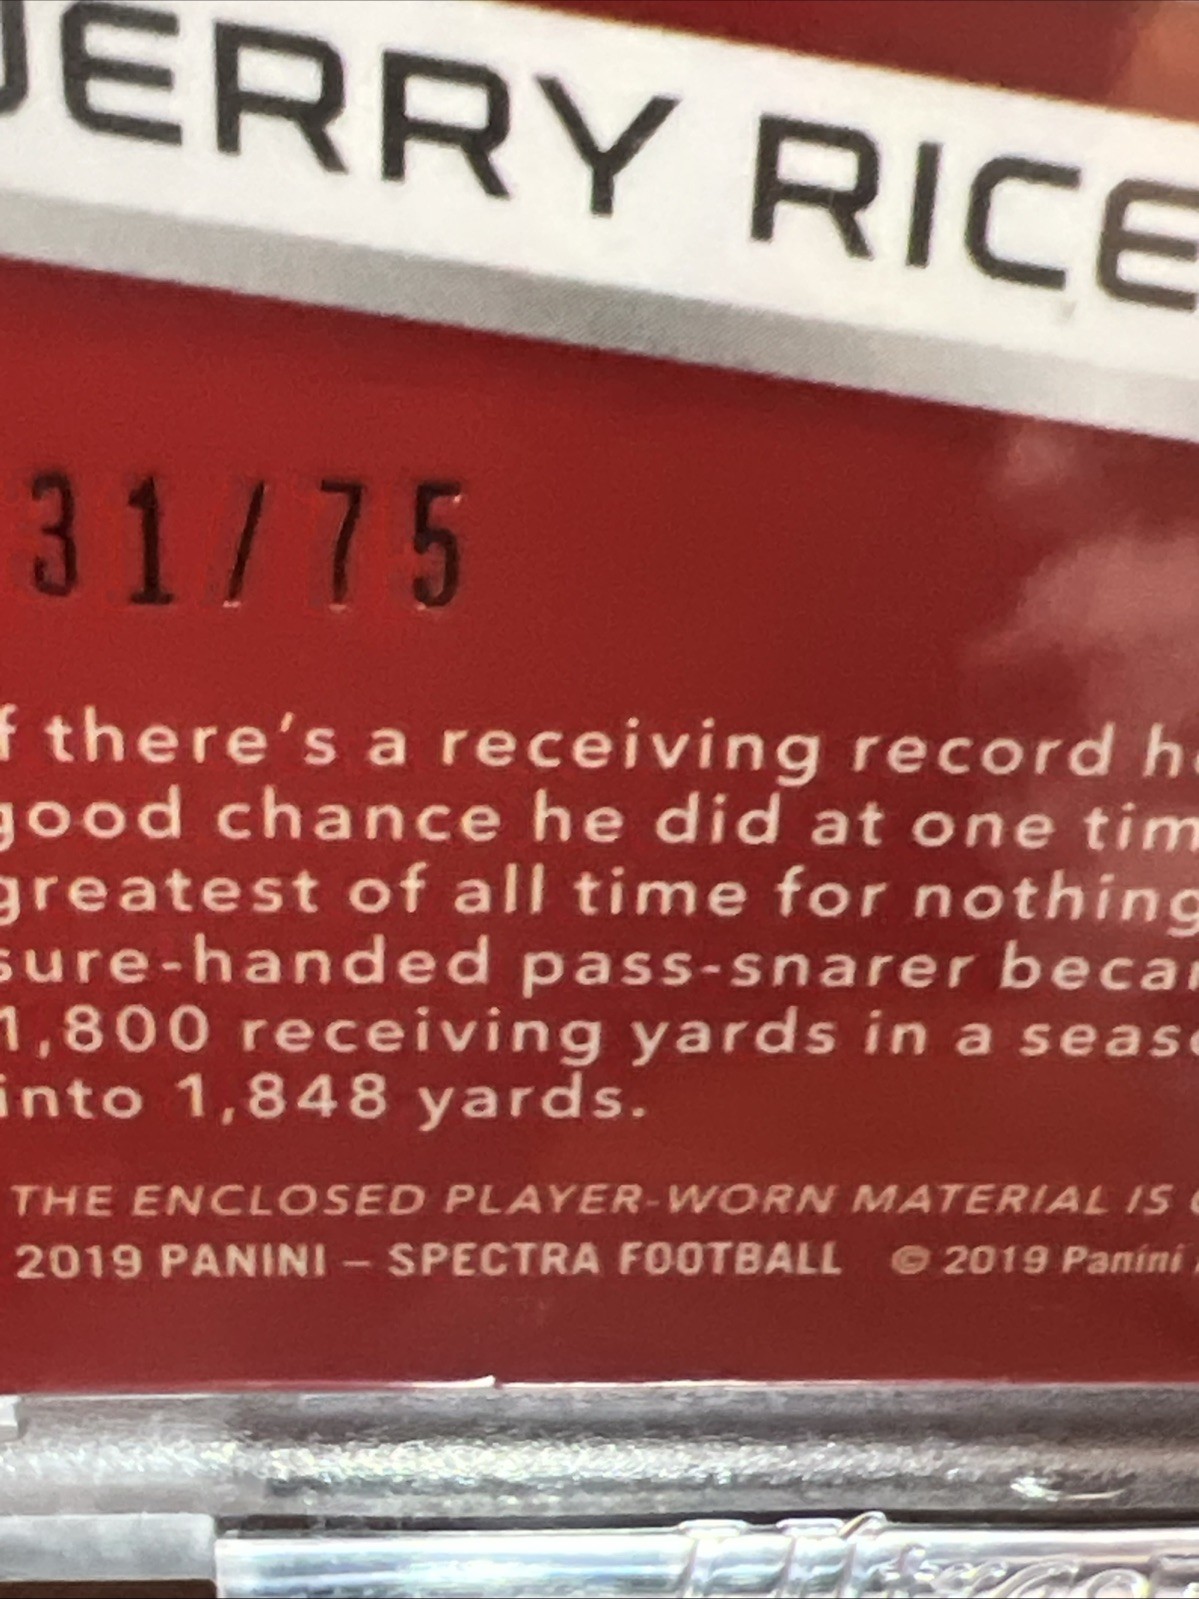 JERRY RICE
31/75
f there's a receiving record h
good chance he did at one tim
greatest of all time for nothing
sure-handed pass-snarer beca
1,800 receiving yards in a seas
into 1,848 yards.
THE ENCLOSED PLAYER-WORN MATERIAL IS
2019 PANINI – SPECTRA FOOTBALL © 2019 Panini